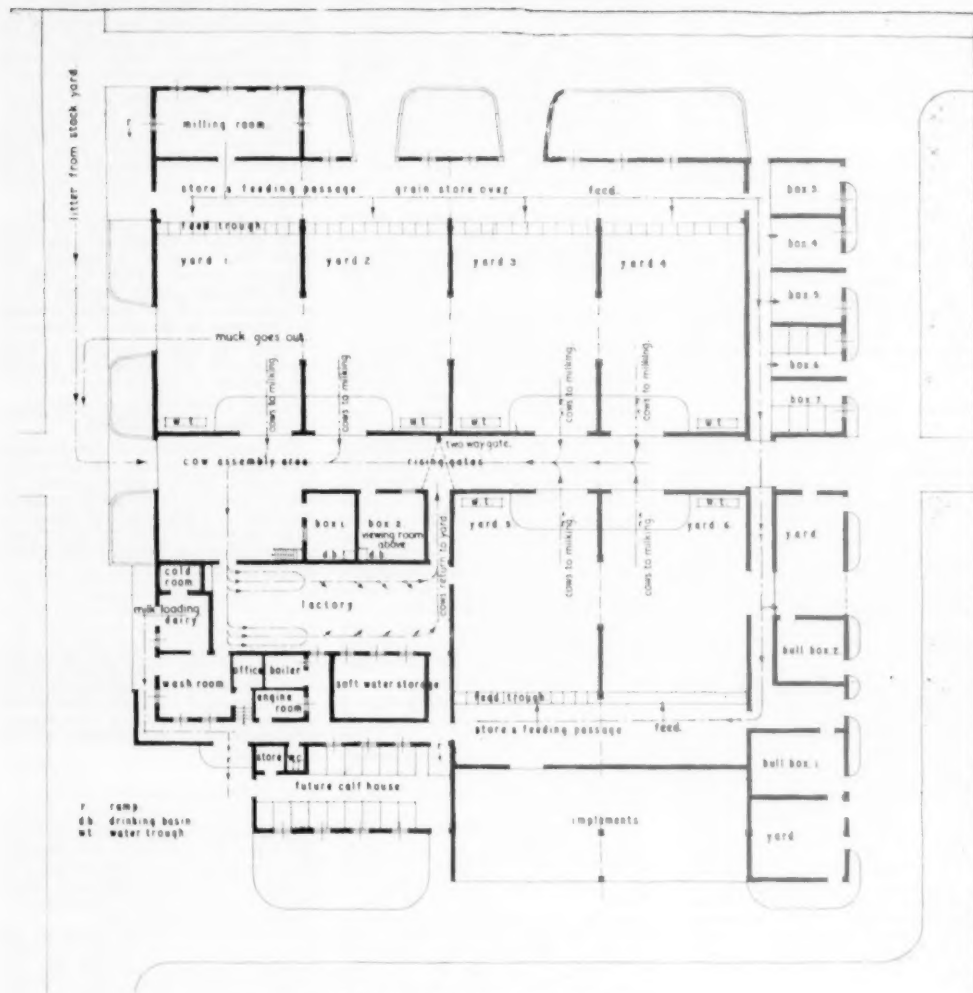 litter from stack yard.
r
milling room
store & feeding passage
grain store over
feed.
feed trough
yard 1
yard 2
yard 3
yard 4
box 3
box 4
box 5
box 6
box 7
muck goes out
cows to milking
cows to milking
cows to milking
cows to milking
w t
w t
w t
w t
two way gate.
cow assembly area
rising gates
box 1
d b
box 2
viewing room
above
d b
w t
w t
yard 5
yard 6
r
r
cows to milking
cows to milking
cows return to yard
yard
cold
room
milk loading
dairy
factory
wash room
office
boiler
engine
room
soft water storage
feed trough
store & feeding passage
feed.
bull box 2
bull box 1
yard
r
store
w.c.
r
future calf house
implements
r ramp
d b drinking basin
w t water trough